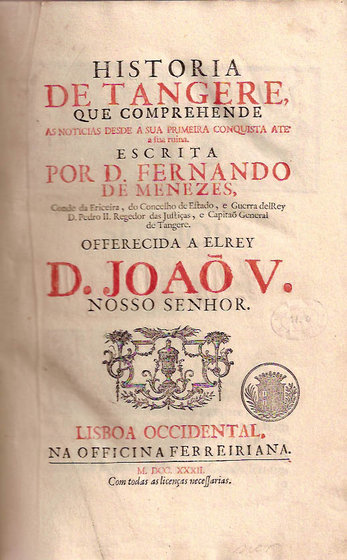 HISTORIA
DE TANGERE,
QUE COMPREHENDE
AS NOTICIAS DESDE A SUA PRIMEIRA CONQUISTA ATE'
a sua ruina.
ESCRITA
POR D. FERNANDO
DE MENEZES,
Conde da Ericeira, do Concelho de Eſtado, e Guerra delRey
D. Pedro II. Regedor das Juſtiças, e Capitaõ General
de Tangere.
OFFERECIDA A ELREY
D. JOAÕ V.
NOSSO SENHOR.
LISBOA OCCIDENTAL,
NA OFFICINA FERREIRIANA.
M. DCC. XXXII.
Com todas as licenças neceſſarias.